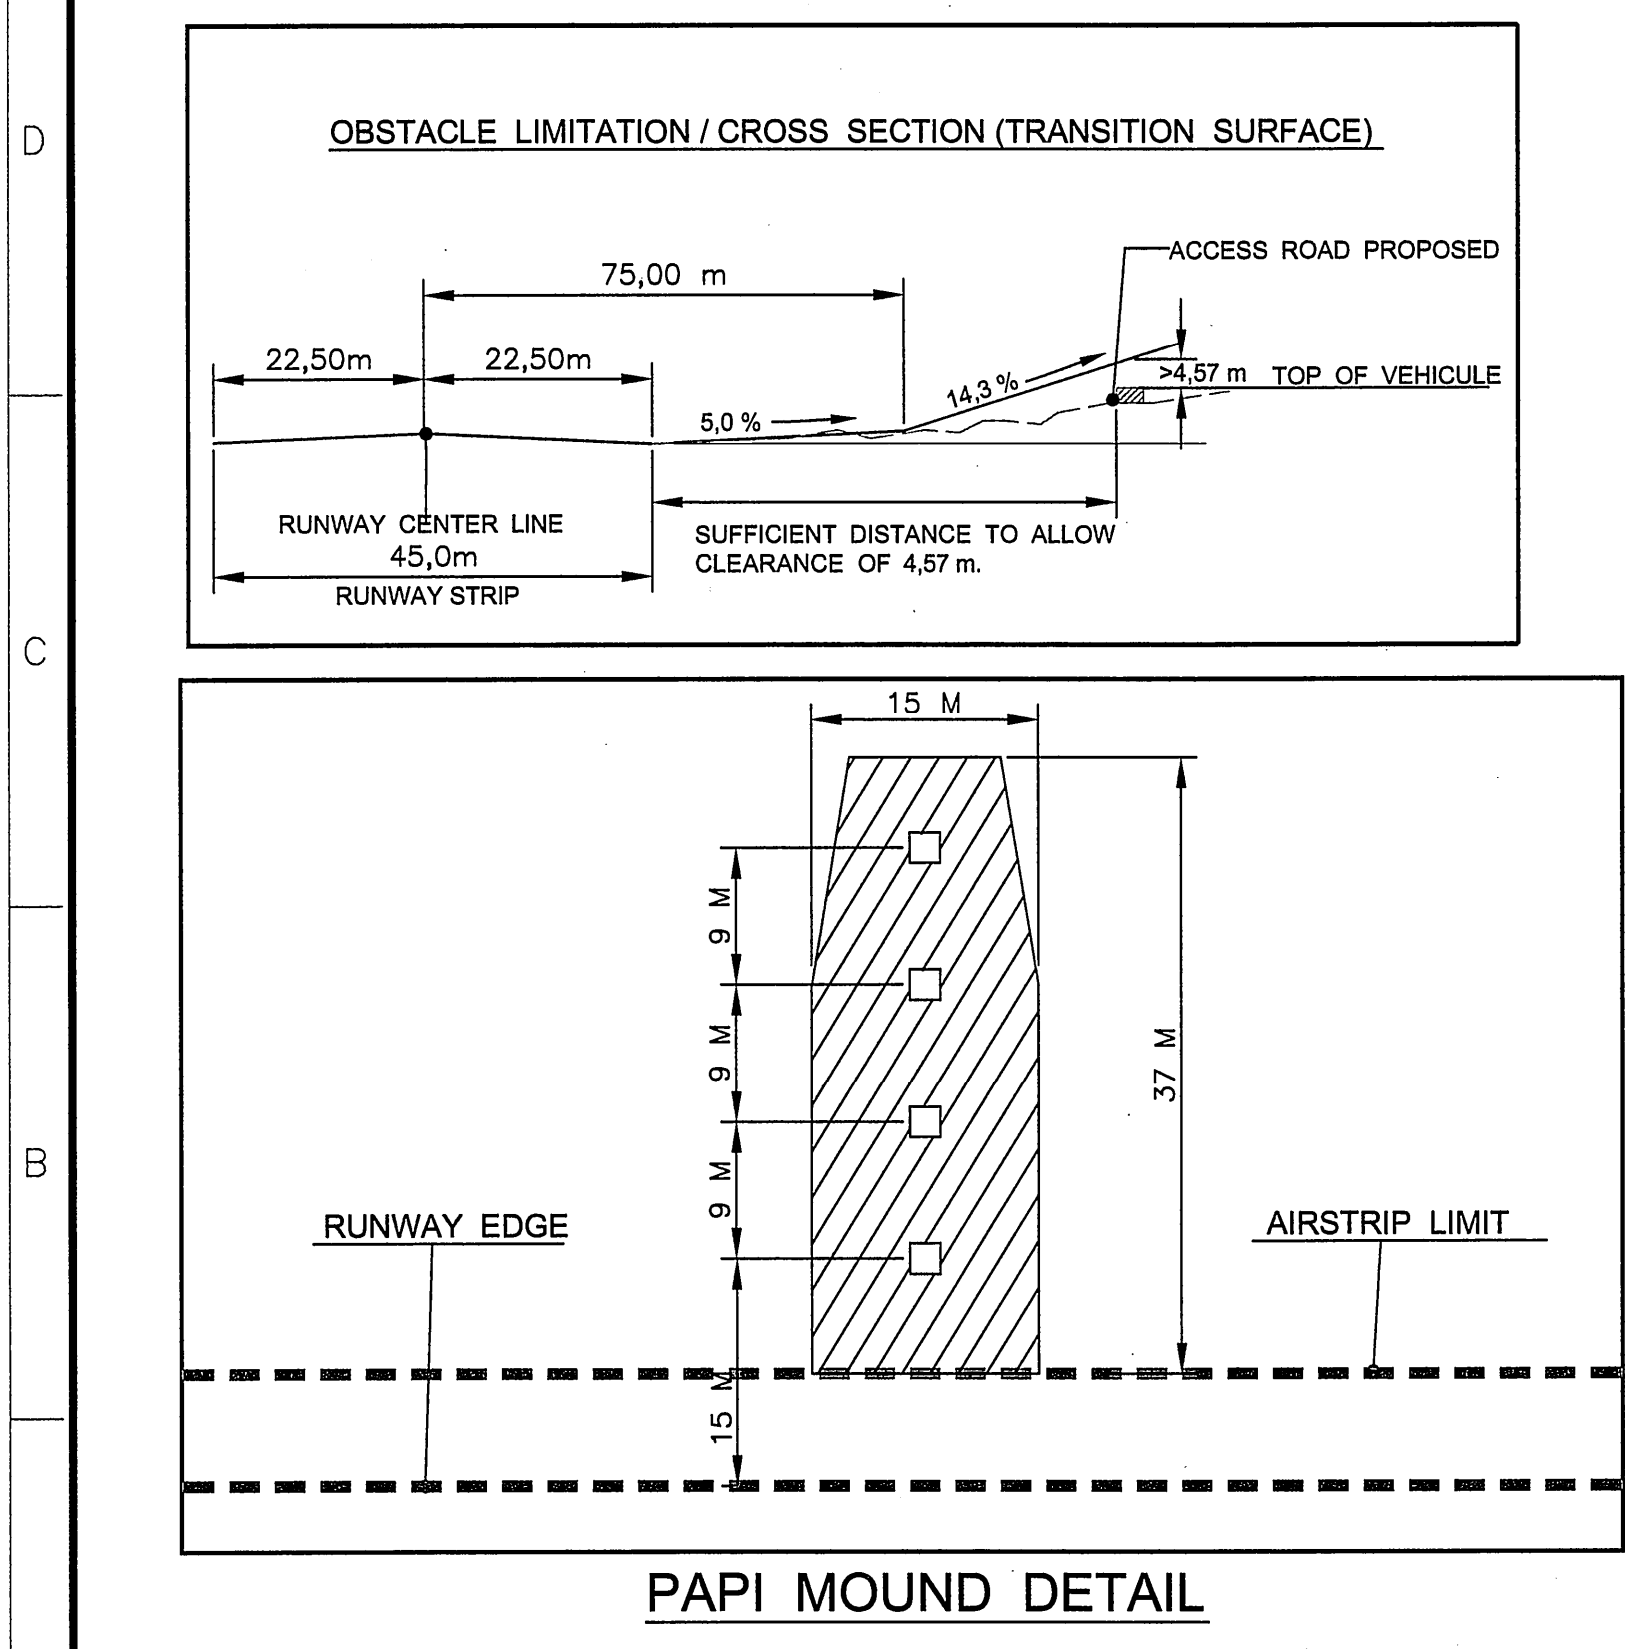 D
OBSTACLE LIMITATION / CROSS SECTION (TRANSITION SURFACE)
ACCESS ROAD PROPOSED
75,00 m
22,50m
22,50m
14,3 %
>4,57 m
TOP OF VEHICULE
5,0 %
RUNWAY CENTER LINE
45,0m
RUNWAY STRIP
SUFFICIENT DISTANCE TO ALLOW
CLEARANCE OF 4,57 m.
C
15 M
9 M
9 M
37 M
9 M
B
RUNWAY EDGE
AIRSTRIP LIMIT
15 M
PAPI MOUND DETAIL